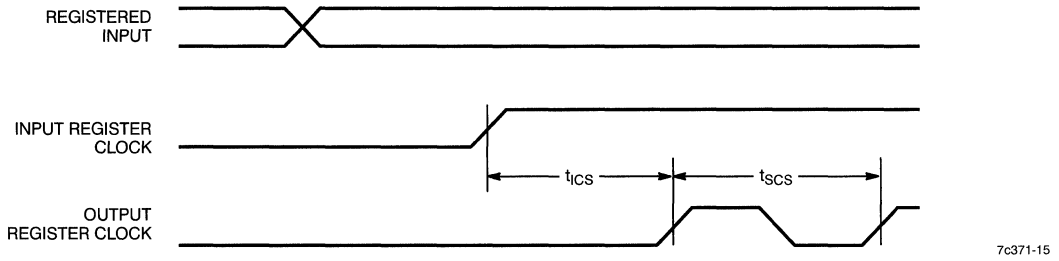 REGISTERED
INPUT
INPUT REGISTER
CLOCK
tICS
tSCS
OUTPUT
REGISTER CLOCK
7c371-15